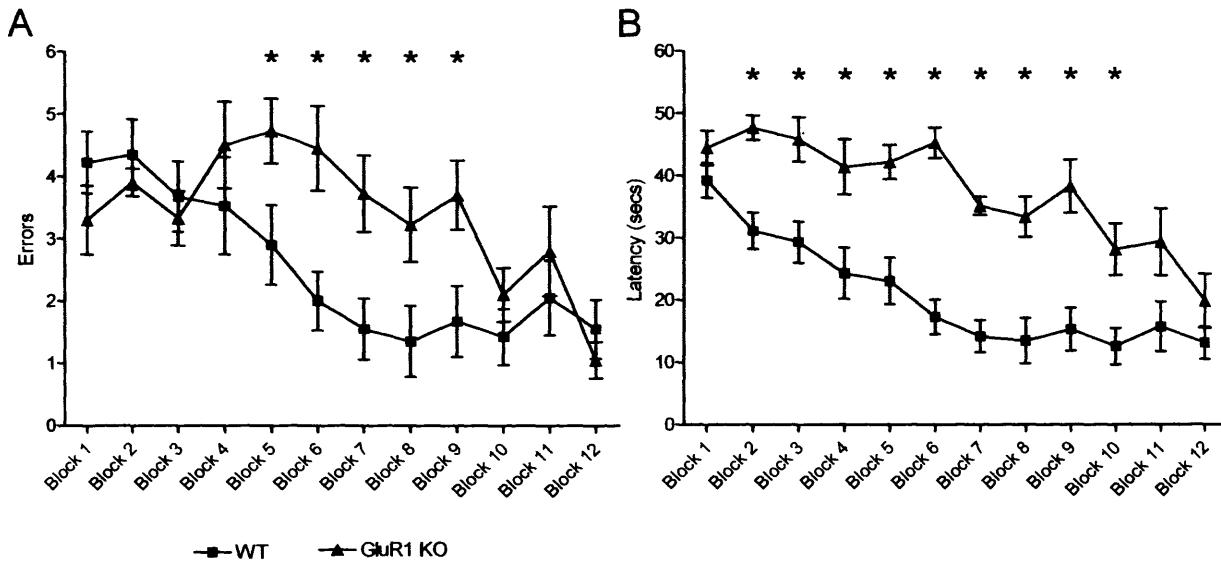 A
6
5
4
3
2
1
0
Errors
* * * * *
Block 1
Block 2
Block 3
Block 4
Block 5
Block 6
Block 7
Block 8
Block 9
Block 10
Block 11
Block 12
B
60
50
40
30
20
10
0
Latency (secs)
* * * * * * * * *
Block 1
Block 2
Block 3
Block 4
Block 5
Block 6
Block 7
Block 8
Block 9
Block 10
Block 11
Block 12
WT
GluR1 KO